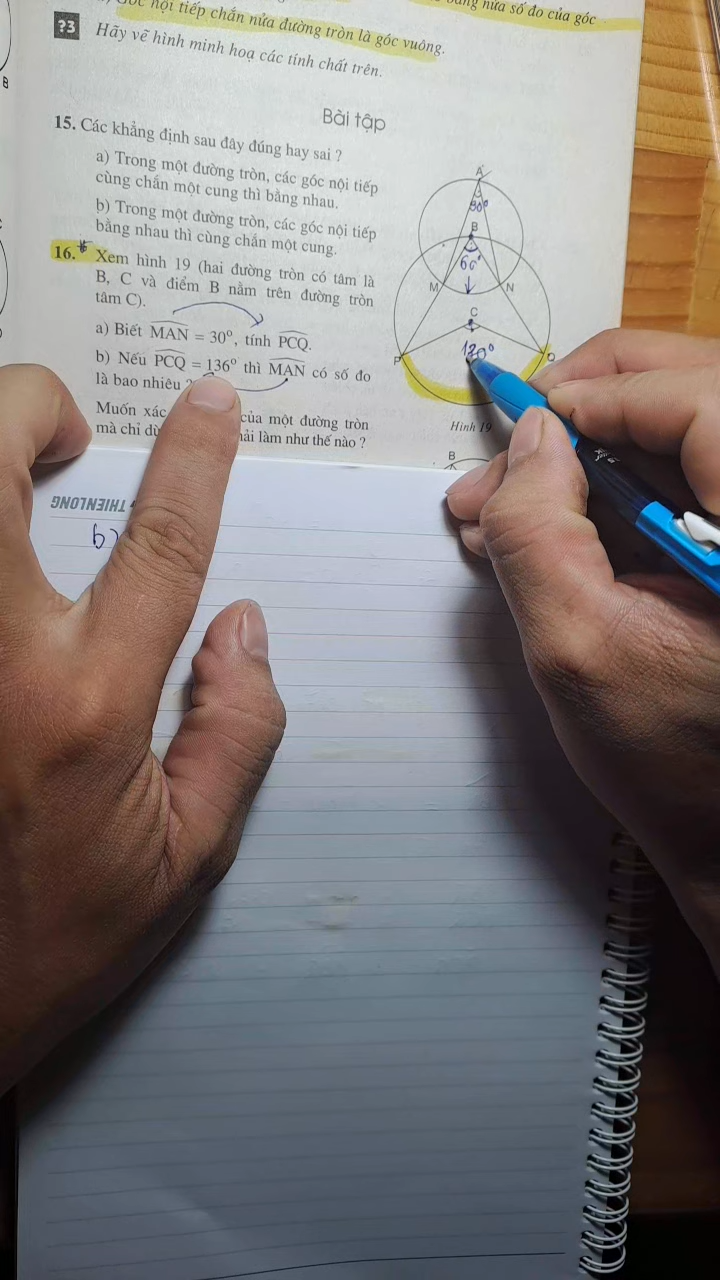 Góc nội tiếp chắn nửa đường tròn là góc vuông.
bằng nửa số đo của góc
?3 Hãy vẽ hình minh hoạ các tính chất trên.
Bài tập
15. Các khẳng định sau đây đúng hay sai ?
a) Trong một đường tròn, các góc nội tiếp
cùng chắn một cung thì bằng nhau.
b) Trong một đường tròn, các góc nội tiếp
bằng nhau thì cùng chắn một cung.
16.* Xem hình 19 (hai đường tròn có tâm là
B, C và điểm B nằm trên đường tròn
tâm C).
a) Biết MAN = 30°, tính PCQ.
b) Nếu PCQ = 136° thì MAN có số đo
là bao nhiêu ?
Muốn xác của một đường tròn
mà chỉ làm như thế nào ?
A
30°
B
60°
M N
C
P Q
120°
Hình 19
B
B
THIENLONG
b)